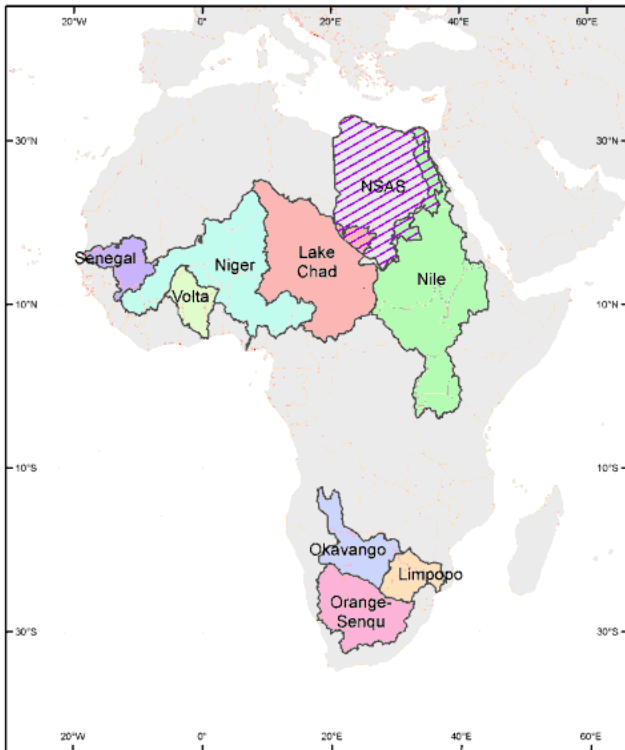 20°W 0° 20°E 40°E 60°E
30°N 30°N
NSAS
Senegal
Niger
Lake
Chad
Nile
Volta
10°N 10°N
10°S 10°S
Okavango
Limpopo
Orange-
Senqu
30°S 30°S
20°W 0° 20°E 40°E 60°E